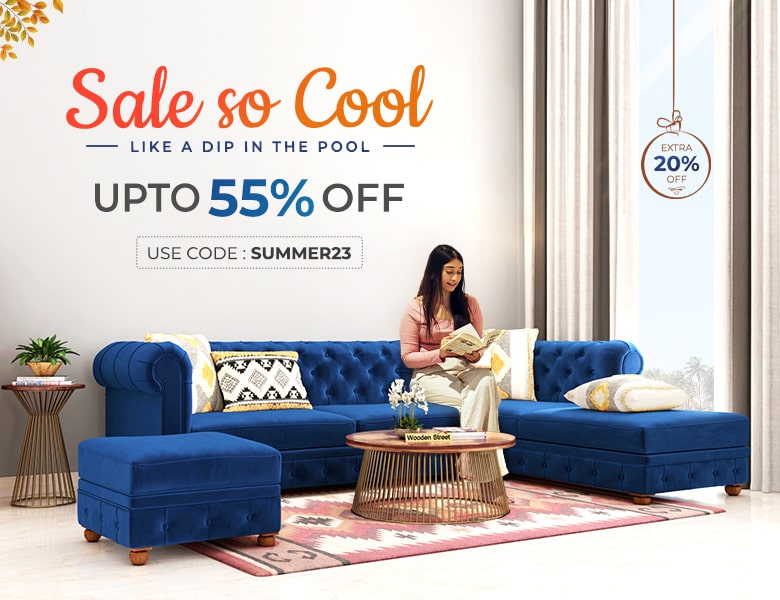 Sale so Cool
LIKE A DIP IN THE POOL
UPTO 55% OFF
USE CODE : SUMMER23
EXTRA
20%
OFF
Wooden Street